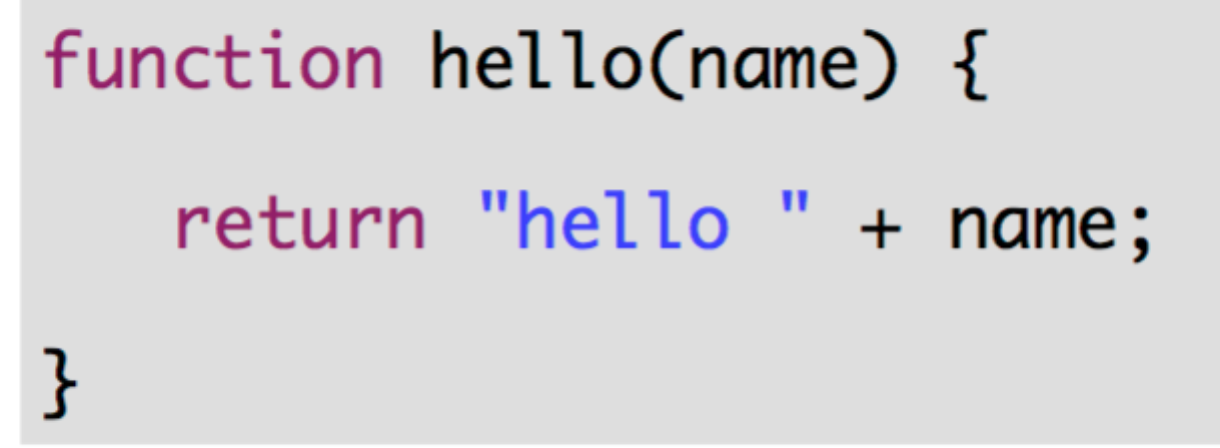 function hello(name) {
return "hello " + name;
}